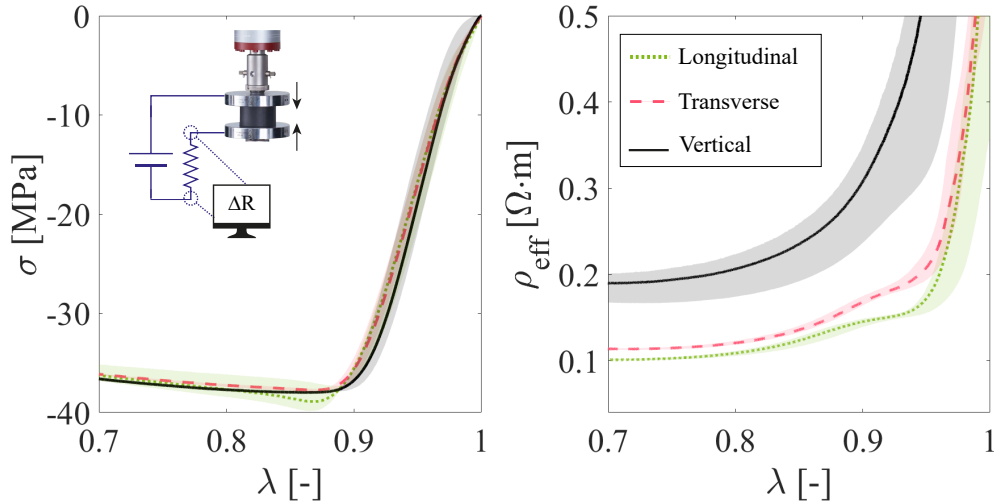 0
-10
-20
-30
-40
0.7
0.8
0.9
1
λ [-]
σ [MPa]
ΔR
0.5
0.4
0.3
0.2
0.1
0.7
0.8
0.9
1
λ [-]
ρeff [Ω·m]
Longitudinal
Transverse
Vertical